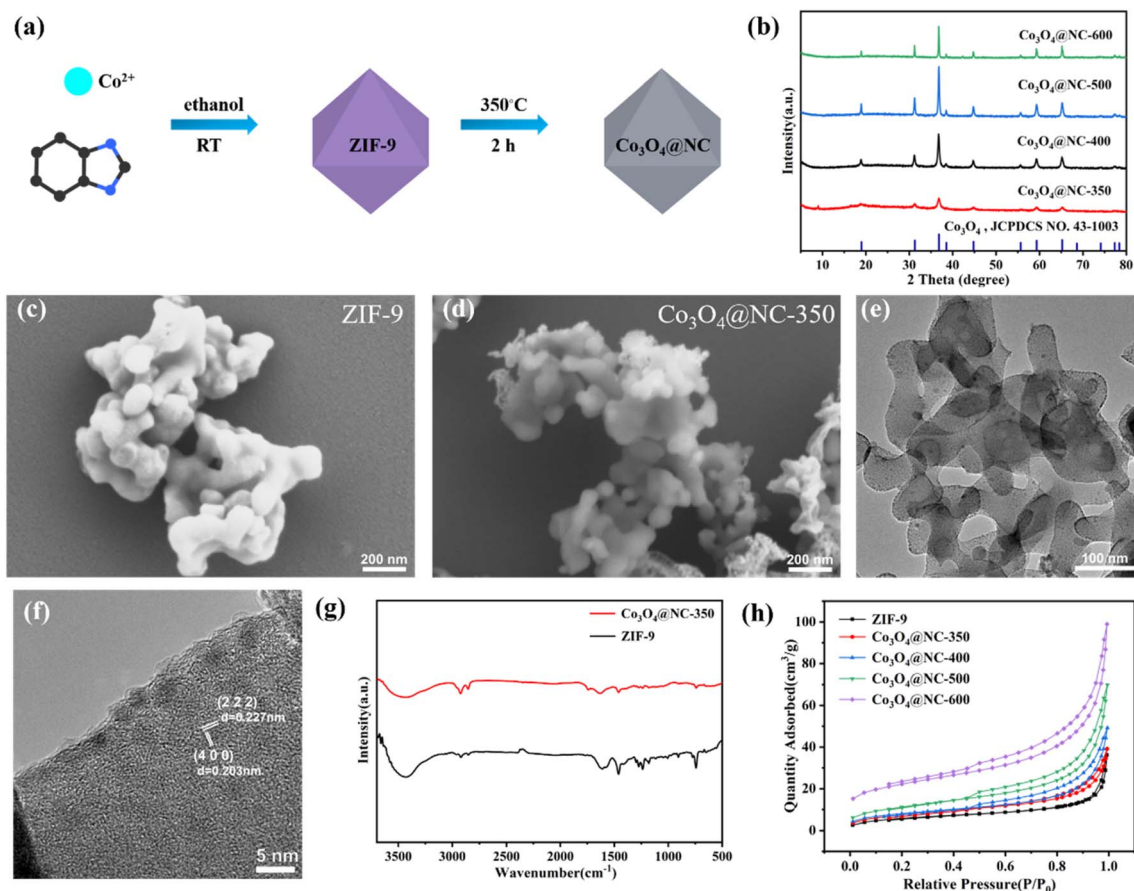 (a)
Co²⁺
ethanol
RT
ZIF-9
350°C
2 h
Co₃O₄@NC
(b)
Intensity(a.u.)
Co₃O₄@NC-600
Co₃O₄@NC-500
Co₃O₄@NC-400
Co₃O₄@NC-350
Co₃O₄ , JCPDCS NO. 43-1003
10 20 30 40 50 60 70 80
2 Theta (degree)
(c)
ZIF-9
200 nm
(d)
Co₃O₄@NC-350
200 nm
(e)
100 nm
(f)
(2 2 2)
d=0.227nm
(4 0 0)
d=0.203nm
5 nm
(g)
Intensity(a.u.)
Co₃O₄@NC-350
ZIF-9
3500 3000 2500 2000 1500 1000 500
Wavenumber(cm⁻¹)
(h)
Quantity Adsorbed(cm³/g)
100
80
60
40
20
0
ZIF-9
Co₃O₄@NC-350
Co₃O₄@NC-400
Co₃O₄@NC-500
Co₃O₄@NC-600
0.0 0.2 0.4 0.6 0.8 1.0
Relative Pressure(P/P₀)